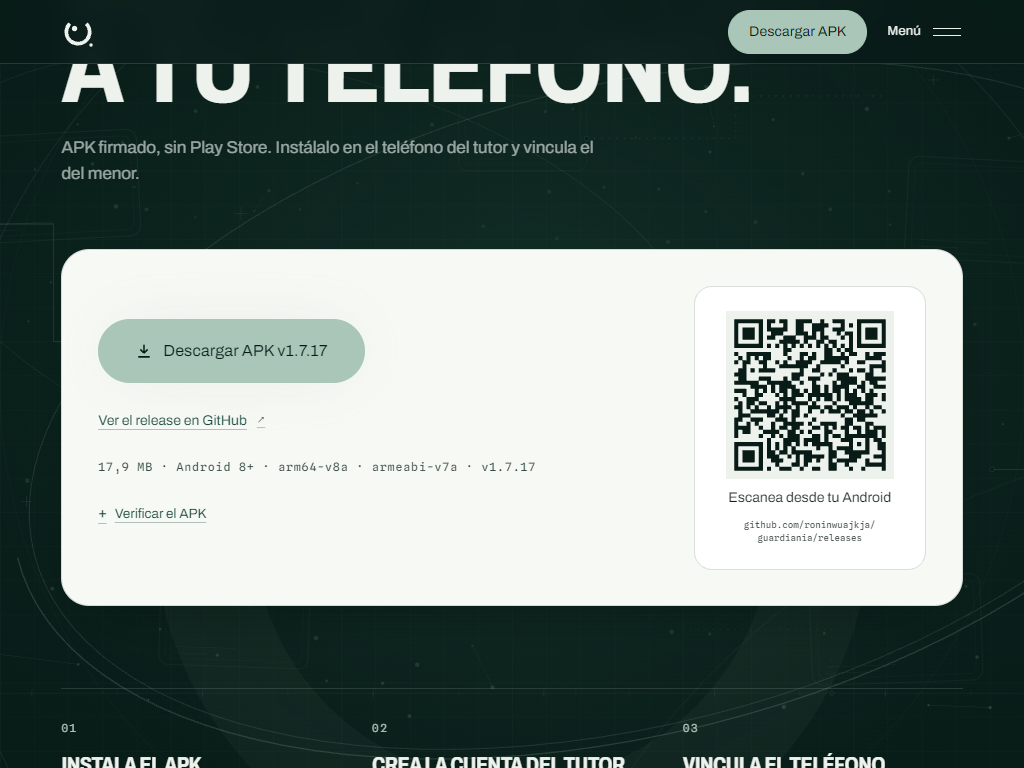 Descargar APK
Menú
A TU TELÉFONO.
APK firmado, sin Play Store. Instálalo en el teléfono del tutor y vincula el
del menor.
Descargar APK v1.7.17
Ver el release en GitHub ↗
17,9 MB · Android 8+ · arm64-v8a · armeabi-v7a · v1.7.17
+ Verificar el APK
Escanea desde tu Android
github.com/roninwuajkja/
guardiania/releases
01
INSTALA EL APK
02
CREA LA CUENTA DEL TUTOR
03
VINCULA EL TELÉFONO